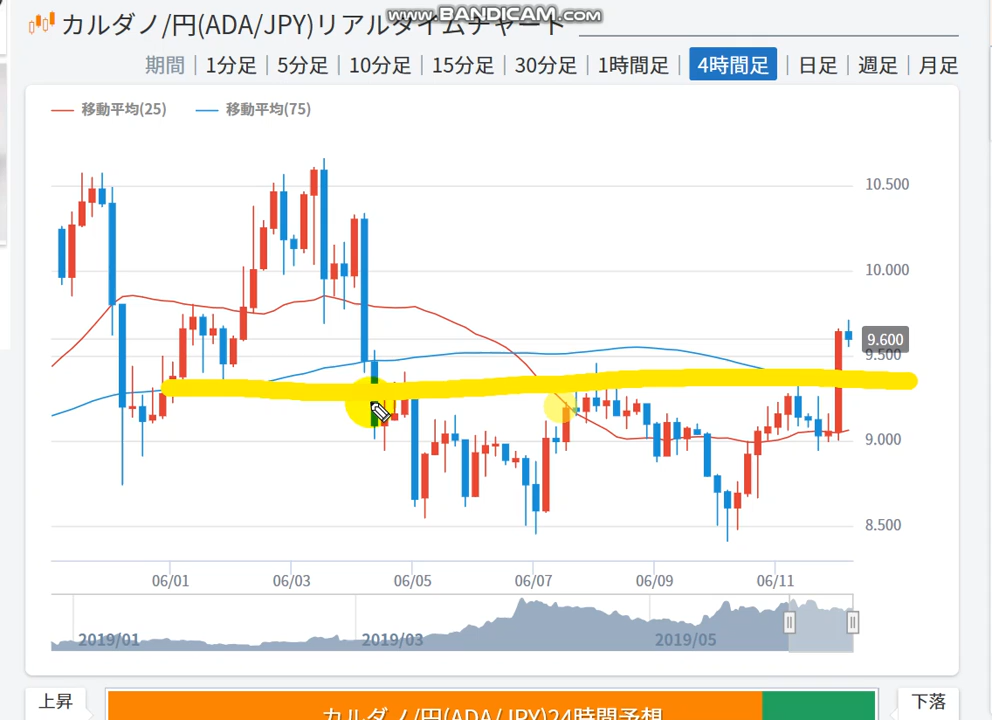 www.BANDICAM.com
カルダノ/円(ADA/JPY)リアルタイムチャート
期間 | 1分足 | 5分足 | 10分足 | 15分足 | 30分足 | 1時間足 | 4時間足 | 日足 | 週足 | 月足
移動平均(25) 移動平均(75)
10.500
10.000
9.600
9.500
9.000
8.500
06/01 06/03 06/05 06/07 06/09 06/11
2019/01 2019/03 2019/05
上昇 カルダノ/円(ADA/JPY)24時間予想 下落